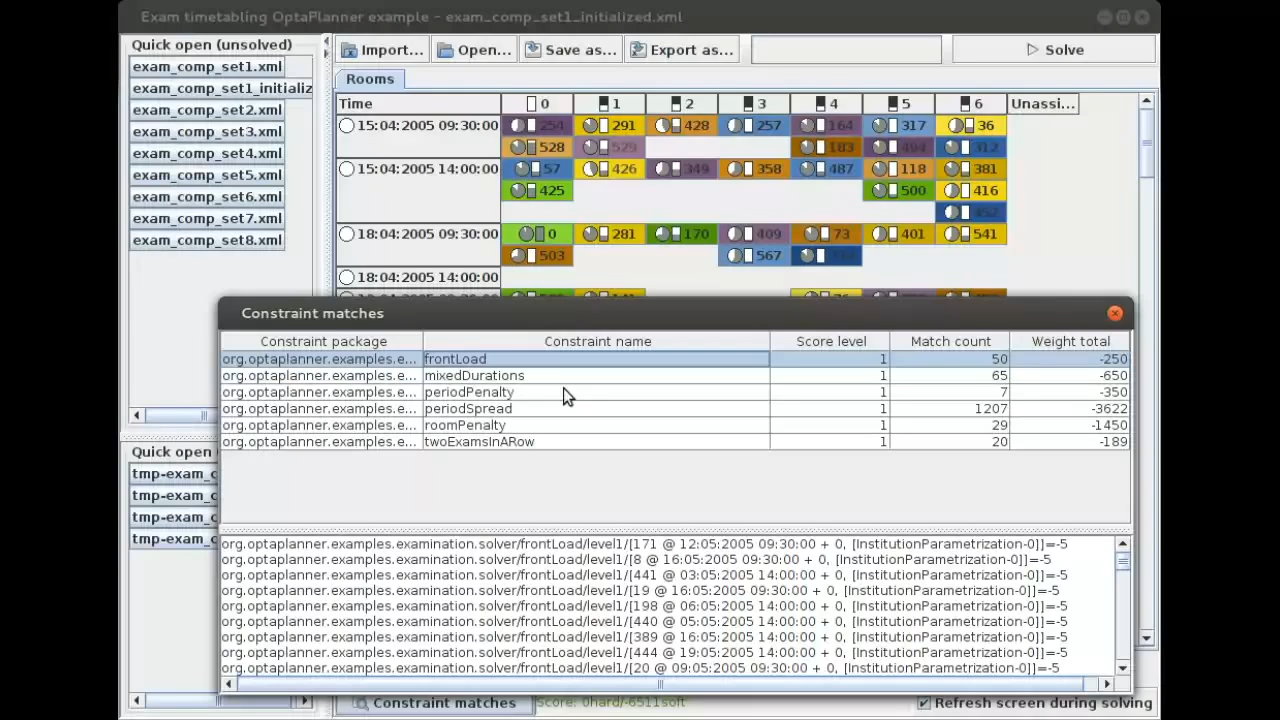 Exam timetabling OptaPlanner example - exam_comp_set1_initialized.xml
Quick open (unsolved)
exam_comp_set1.xml
exam_comp_set1_initializ
exam_comp_set2.xml
exam_comp_set3.xml
exam_comp_set4.xml
exam_comp_set5.xml
exam_comp_set6.xml
exam_comp_set7.xml
exam_comp_set8.xml
Import... Open... Save as... Export as... Solve
Rooms
Time 0 1 2 3 4 5 6 Unassi...
15:04:2005 09:30:00 254 291 428 257 164 317 36
528 529 183 494 312
15:04:2005 14:00:00 57 426 349 358 487 118 381
425 500 416
18:04:2005 09:30:00 0 281 170 409 73 401 541
503 567
18:04:2005 14:00:00
Quick open
tmp-exam_c
tmp-exam_c
tmp-exam_c
tmp-exam_c
Constraint matches
Constraint package Constraint name Score level Match count Weight total
org.optaplanner.examples.e... frontLoad 1 50 -250
org.optaplanner.examples.e... mixedDurations 1 65 -650
org.optaplanner.examples.e... periodPenalty 1 7 -350
org.optaplanner.examples.e... periodSpread 1 1207 -3622
org.optaplanner.examples.e... roomPenalty 1 29 -1450
org.optaplanner.examples.e... twoExamsInARow 1 20 -189
org.optaplanner.examples.examination.solver/frontLoad/level1/[171 @ 12:05:2005 09:30:00 + 0, [InstitutionParametrization-0]]=-5
org.optaplanner.examples.examination.solver/frontLoad/level1/[8 @ 16:05:2005 09:30:00 + 0, [InstitutionParametrization-0]]=-5
org.optaplanner.examples.examination.solver/frontLoad/level1/[441 @ 03:05:2005 14:00:00 + 0, [InstitutionParametrization-0]]=-5
org.optaplanner.examples.examination.solver/frontLoad/level1/[19 @ 16:05:2005 09:30:00 + 0, [InstitutionParametrization-0]]=-5
org.optaplanner.examples.examination.solver/frontLoad/level1/[198 @ 06:05:2005 14:00:00 + 0, [InstitutionParametrization-0]]=-5
org.optaplanner.examples.examination.solver/frontLoad/level1/[440 @ 05:05:2005 14:00:00 + 0, [InstitutionParametrization-0]]=-5
org.optaplanner.examples.examination.solver/frontLoad/level1/[389 @ 16:05:2005 14:00:00 + 0, [InstitutionParametrization-0]]=-5
org.optaplanner.examples.examination.solver/frontLoad/level1/[444 @ 19:05:2005 14:00:00 + 0, [InstitutionParametrization-0]]=-5
org.optaplanner.examples.examination.solver/frontLoad/level1/[20 @ 09:05:2005 09:30:00 + 0, [InstitutionParametrization-0]]=-5
Constraint matches Score: 0hard/-6511soft Refresh screen during solving